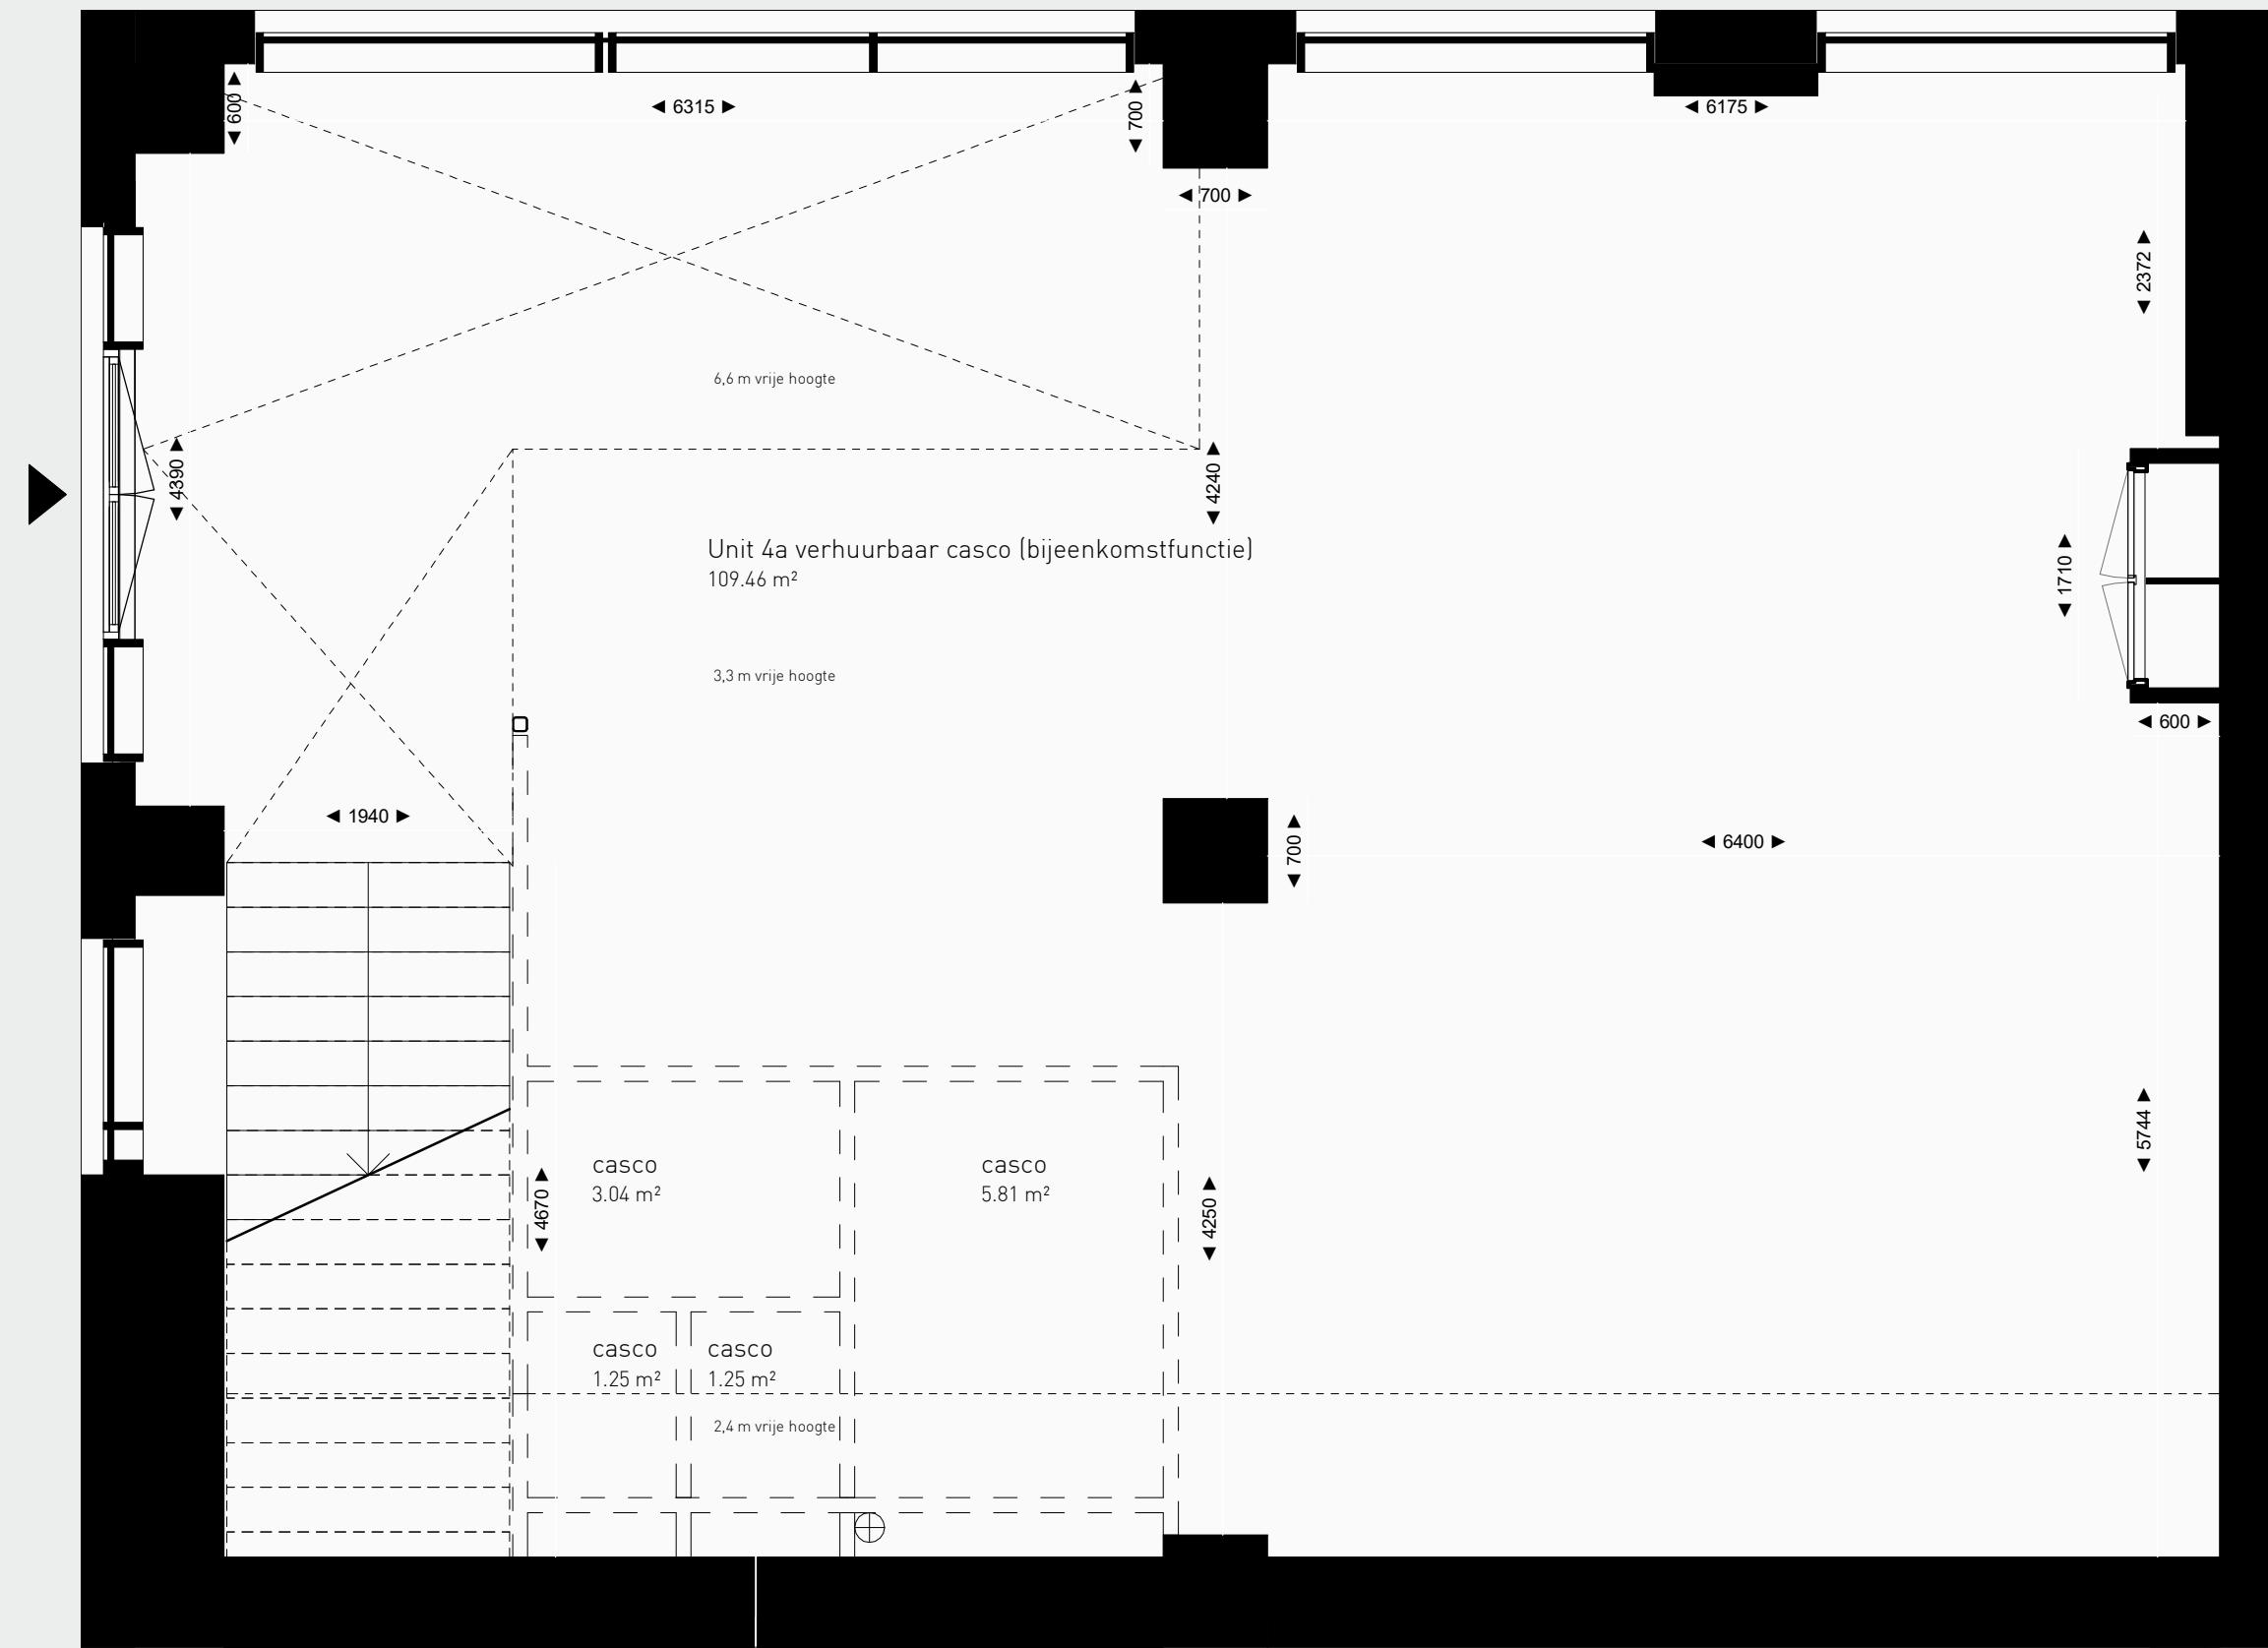 600
6315
700
6175
700
2372
6,6 m vrije hoogte
4390
4240
Unit 4a verhuurbaar casco (bijeenkomstfunctie)
109.46 m²
1710
3,3 m vrije hoogte
600
1940
700
6400
5744
casco
3.04 m²
casco
5.81 m²
4670
4250
casco
1.25 m²
casco
1.25 m²
2,4 m vrije hoogte